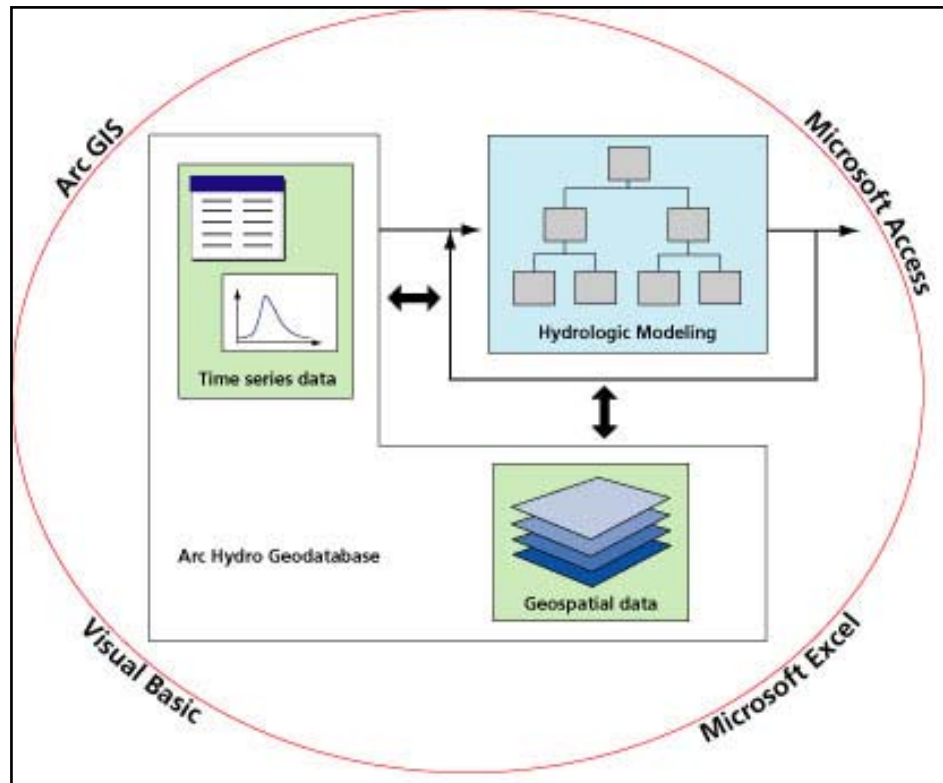 Arc GIS
Microsoft Access
Hydrologic Modeling
Time series data
Arc Hydro Geodatabase
Geospatial data
Visual Basic
Microsoft Excel